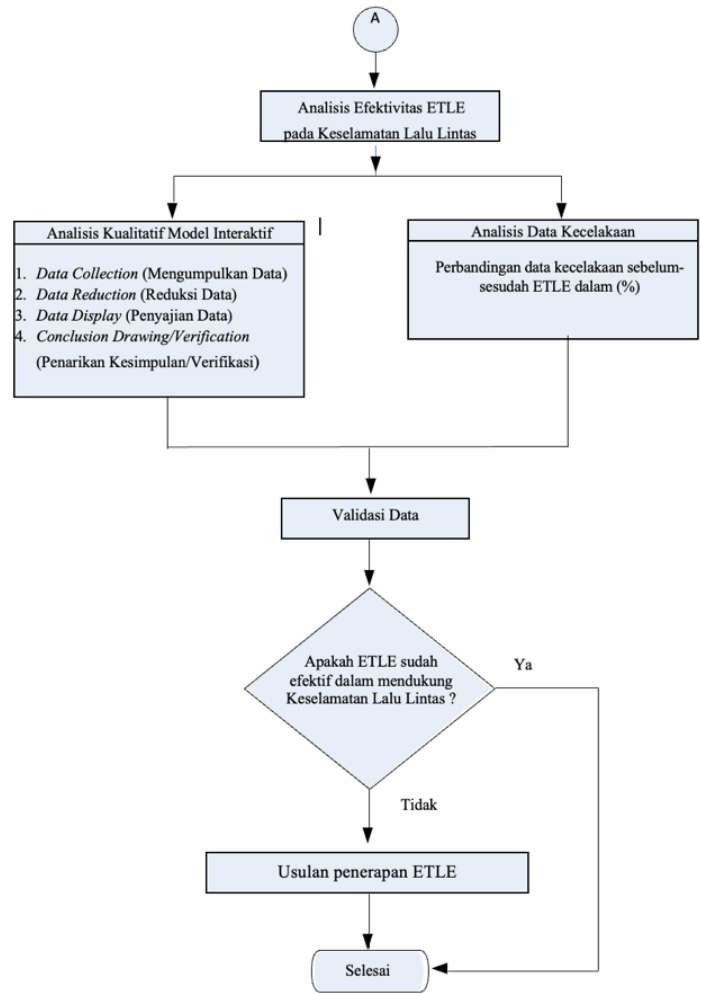 A
Analisis Efektivitas ETLE
pada Keselamatan Lalu Lintas
Analisis Kualitatif Model Interaktif
1. Data Collection (Mengumpulkan Data)
2. Data Reduction (Reduksi Data)
3. Data Display (Penyajian Data)
4. Conclusion Drawing/Verification
(Penarikan Kesimpulan/Verifikasi)
Analisis Data Kecelakaan
Perbandingan data kecelakaan sebelum-
sesudah ETLE dalam (%)
Validasi Data
Apakah ETLE sudah
efektif dalam mendukung
Keselamatan Lalu Lintas ?
Ya
Tidak
Usulan penerapan ETLE
Selesai